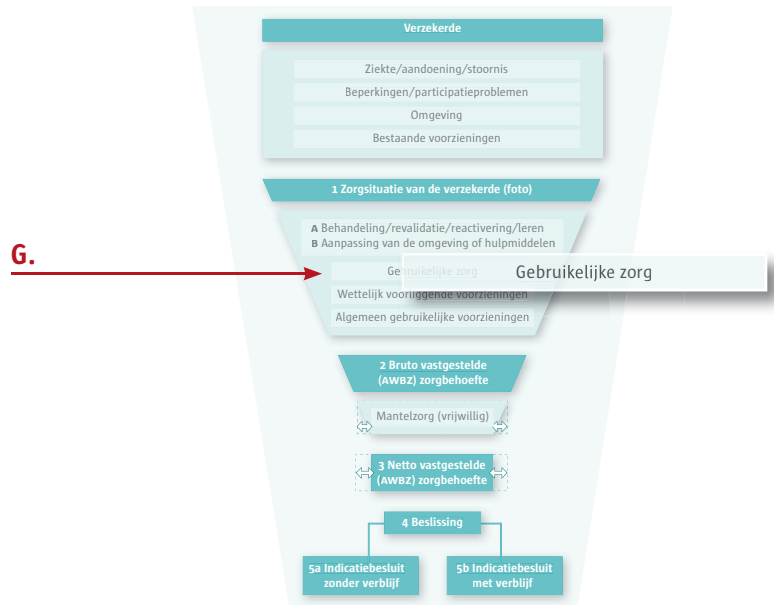 Verzekerde
Ziekte/aandoening/stoornis
Beperkingen/participatieproblemen
Omgeving
Bestaande voorzieningen
1 Zorgsituatie van de verzekerde (foto)
A Behandeling/revalidatie/reactivering/leren
B Aanpassing van de omgeving of hulpmiddelen
G.
Gebruikelijke zorg
Gebruikelijke zorg
Wettelijk voorliggende voorzieningen
Algemeen gebruikelijke voorzieningen
2 Bruto vastgestelde
(AWBZ) zorgbehoefte
Mantelzorg (vrijwillig)
3 Netto vastgestelde
(AWBZ) zorgbehoefte
4 Beslissing
5a Indicatiebesluit
zonder verblijf
5b Indicatiebesluit
met verblijf